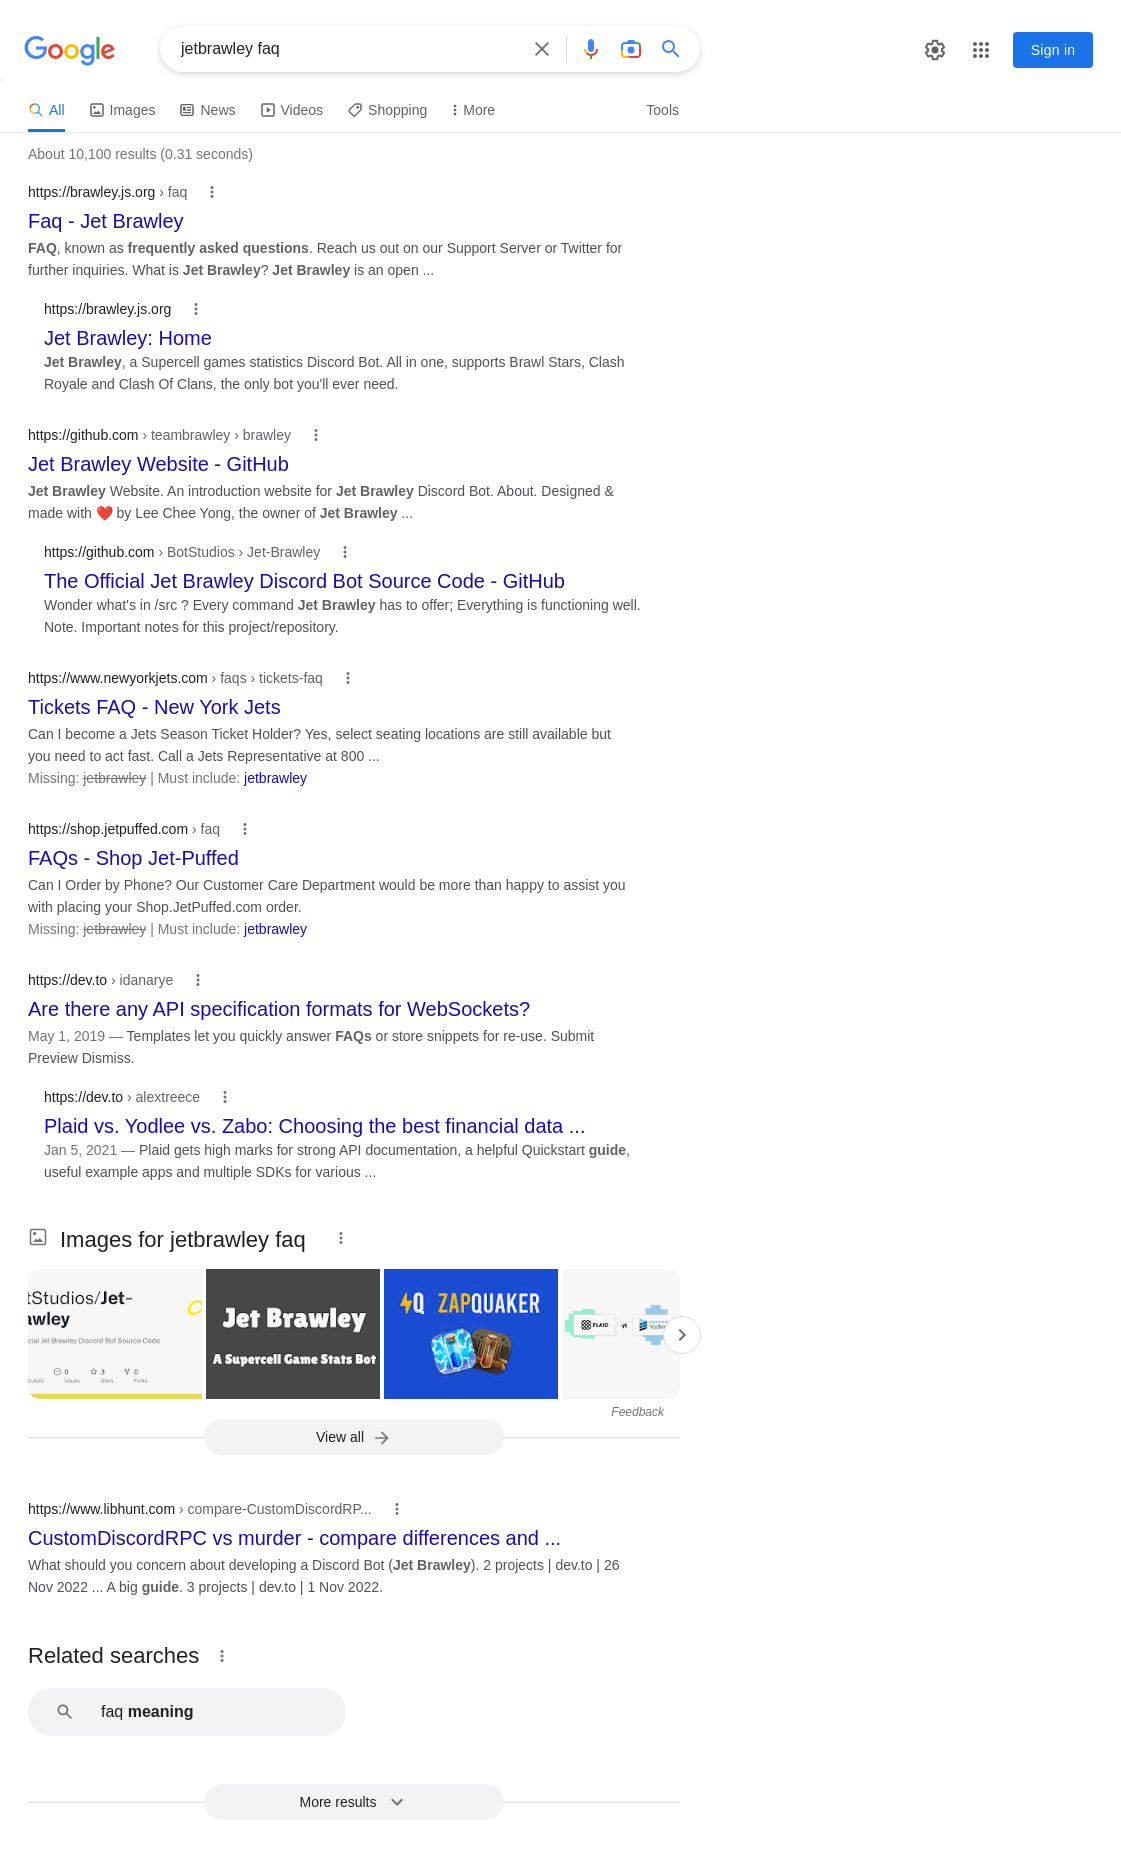 Google
jetbrawley faq
Sign in
All
Images
News
Videos
Shopping
More
Tools
About 10,100 results (0.31 seconds)
https://brawley.js.org › faq
Faq - Jet Brawley
FAQ, known as frequently asked questions. Reach us out on our Support Server or Twitter for
further inquiries. What is Jet Brawley? Jet Brawley is an open ...
https://brawley.js.org
Jet Brawley: Home
Jet Brawley, a Supercell games statistics Discord Bot. All in one, supports Brawl Stars, Clash
Royale and Clash Of Clans, the only bot you'll ever need.
https://github.com › teambrawley › brawley
Jet Brawley Website - GitHub
Jet Brawley Website. An introduction website for Jet Brawley Discord Bot. About. Designed &
made with ❤️ by Lee Chee Yong, the owner of Jet Brawley ...
https://github.com › BotStudios › Jet-Brawley
The Official Jet Brawley Discord Bot Source Code - GitHub
Wonder what's in /src ? Every command Jet Brawley has to offer; Everything is functioning well.
Note. Important notes for this project/repository.
https://www.newyorkjets.com › faqs › tickets-faq
Tickets FAQ - New York Jets
Can I become a Jets Season Ticket Holder? Yes, select seating locations are still available but
you need to act fast. Call a Jets Representative at 800 ...
Missing: jetbrawley | Must include: jetbrawley
https://shop.jetpuffed.com › faq
FAQs - Shop Jet-Puffed
Can I Order by Phone? Our Customer Care Department would be more than happy to assist you
with placing your Shop.JetPuffed.com order.
Missing: jetbrawley | Must include: jetbrawley
https://dev.to › idanarye
Are there any API specification formats for WebSockets?
May 1, 2019 — Templates let you quickly answer FAQs or store snippets for re-use. Submit
Preview Dismiss.
https://dev.to › alextreece
Plaid vs. Yodlee vs. Zabo: Choosing the best financial data ...
Jan 5, 2021 — Plaid gets high marks for strong API documentation, a helpful Quickstart guide,
useful example apps and multiple SDKs for various ...
Images for jetbrawley faq
tStudios/Jet-
awley
cial Jet Brawley Discord Bot Source Code
0
3
0
Issues
Stars
Forks
Jet Brawley
A Supercell Game Stats Bot
Q ZAPQUAKER
PLAID
vs
Feedback
View all
https://www.libhunt.com › compare-CustomDiscordRP...
CustomDiscordRPC vs murder - compare differences and ...
What should you concern about developing a Discord Bot (Jet Brawley). 2 projects | dev.to | 26
Nov 2022 ... A big guide. 3 projects | dev.to | 1 Nov 2022.
Related searches
faq meaning
More results